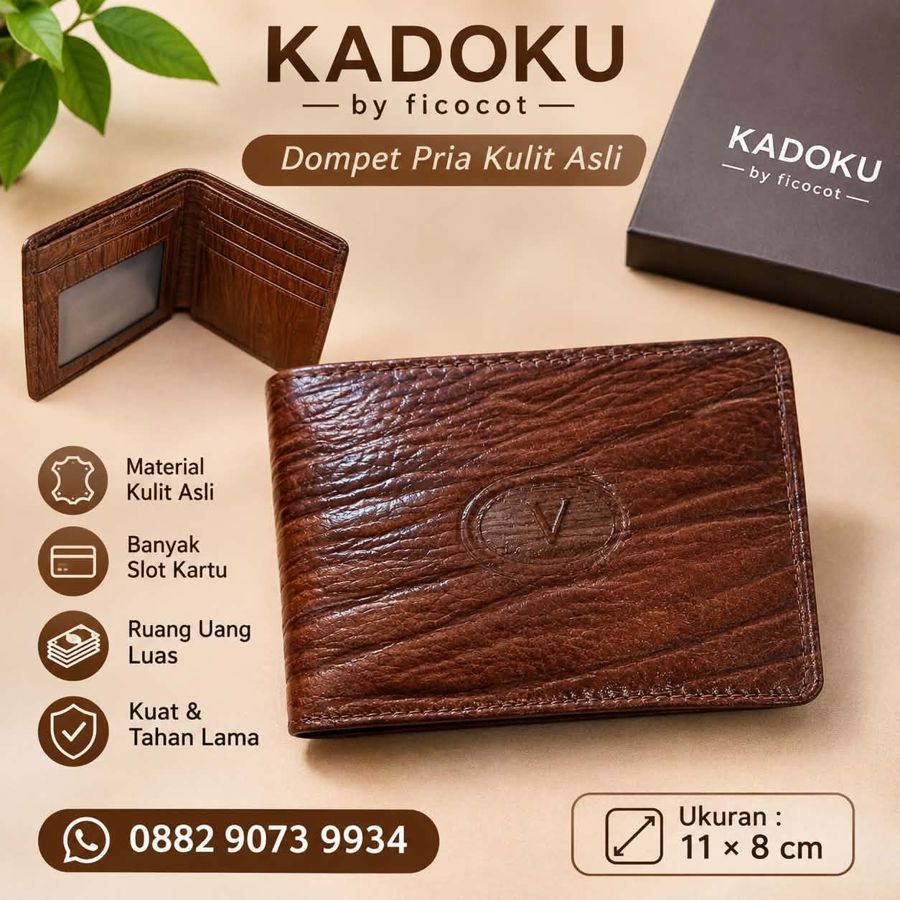 KADOKU
by ficocot
Dompet Pria Kulit Asli
KADOKU
by ficocot
V
Material
Kulit Asli
Banyak
Slot Kartu
Ruang Uang
Luas
Kuat &
Tahan Lama
0882 9073 9934
Ukuran :
11 × 8 cm